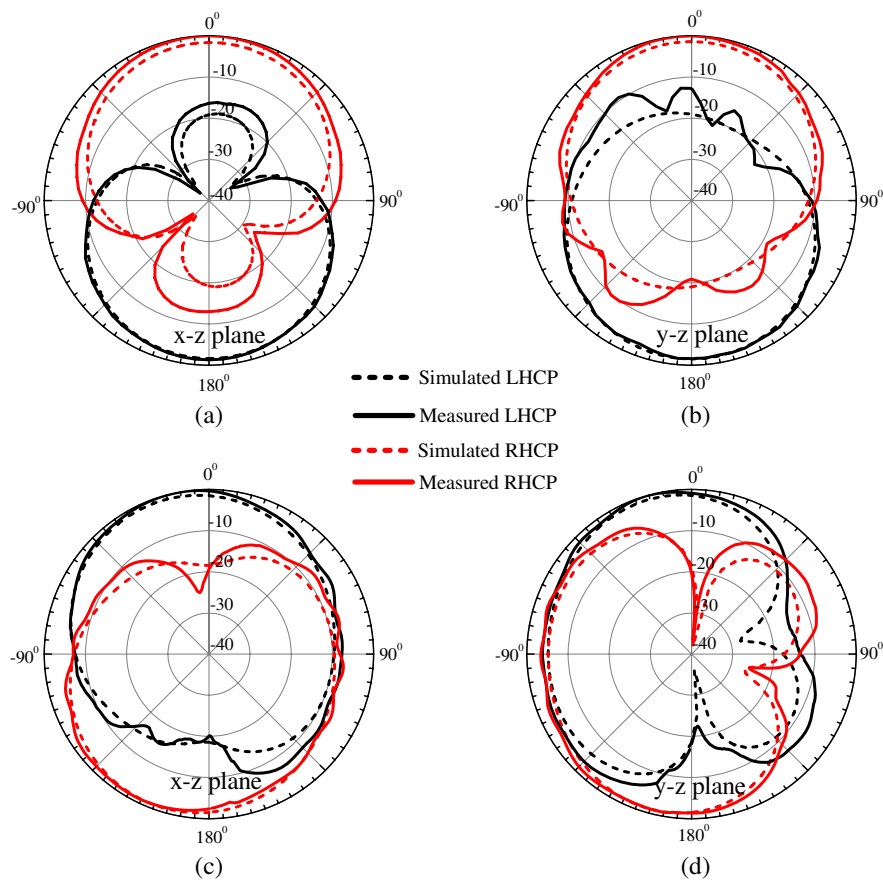 0⁰ 0⁰
-10 -10
-20 -20
-30 -30
-90⁰ -40 90⁰ -90⁰ -40 90⁰
x-z plane y-z plane
180⁰ 180⁰
(a) (b)
Simulated LHCP
Measured LHCP
Simulated RHCP
Measured RHCP
0⁰ 0⁰
-10 -10
-20 -20
-30 -30
-90⁰ -40 90⁰ -90⁰ -40 90⁰
x-z plane y-z plane
180⁰ 180⁰
(c) (d)